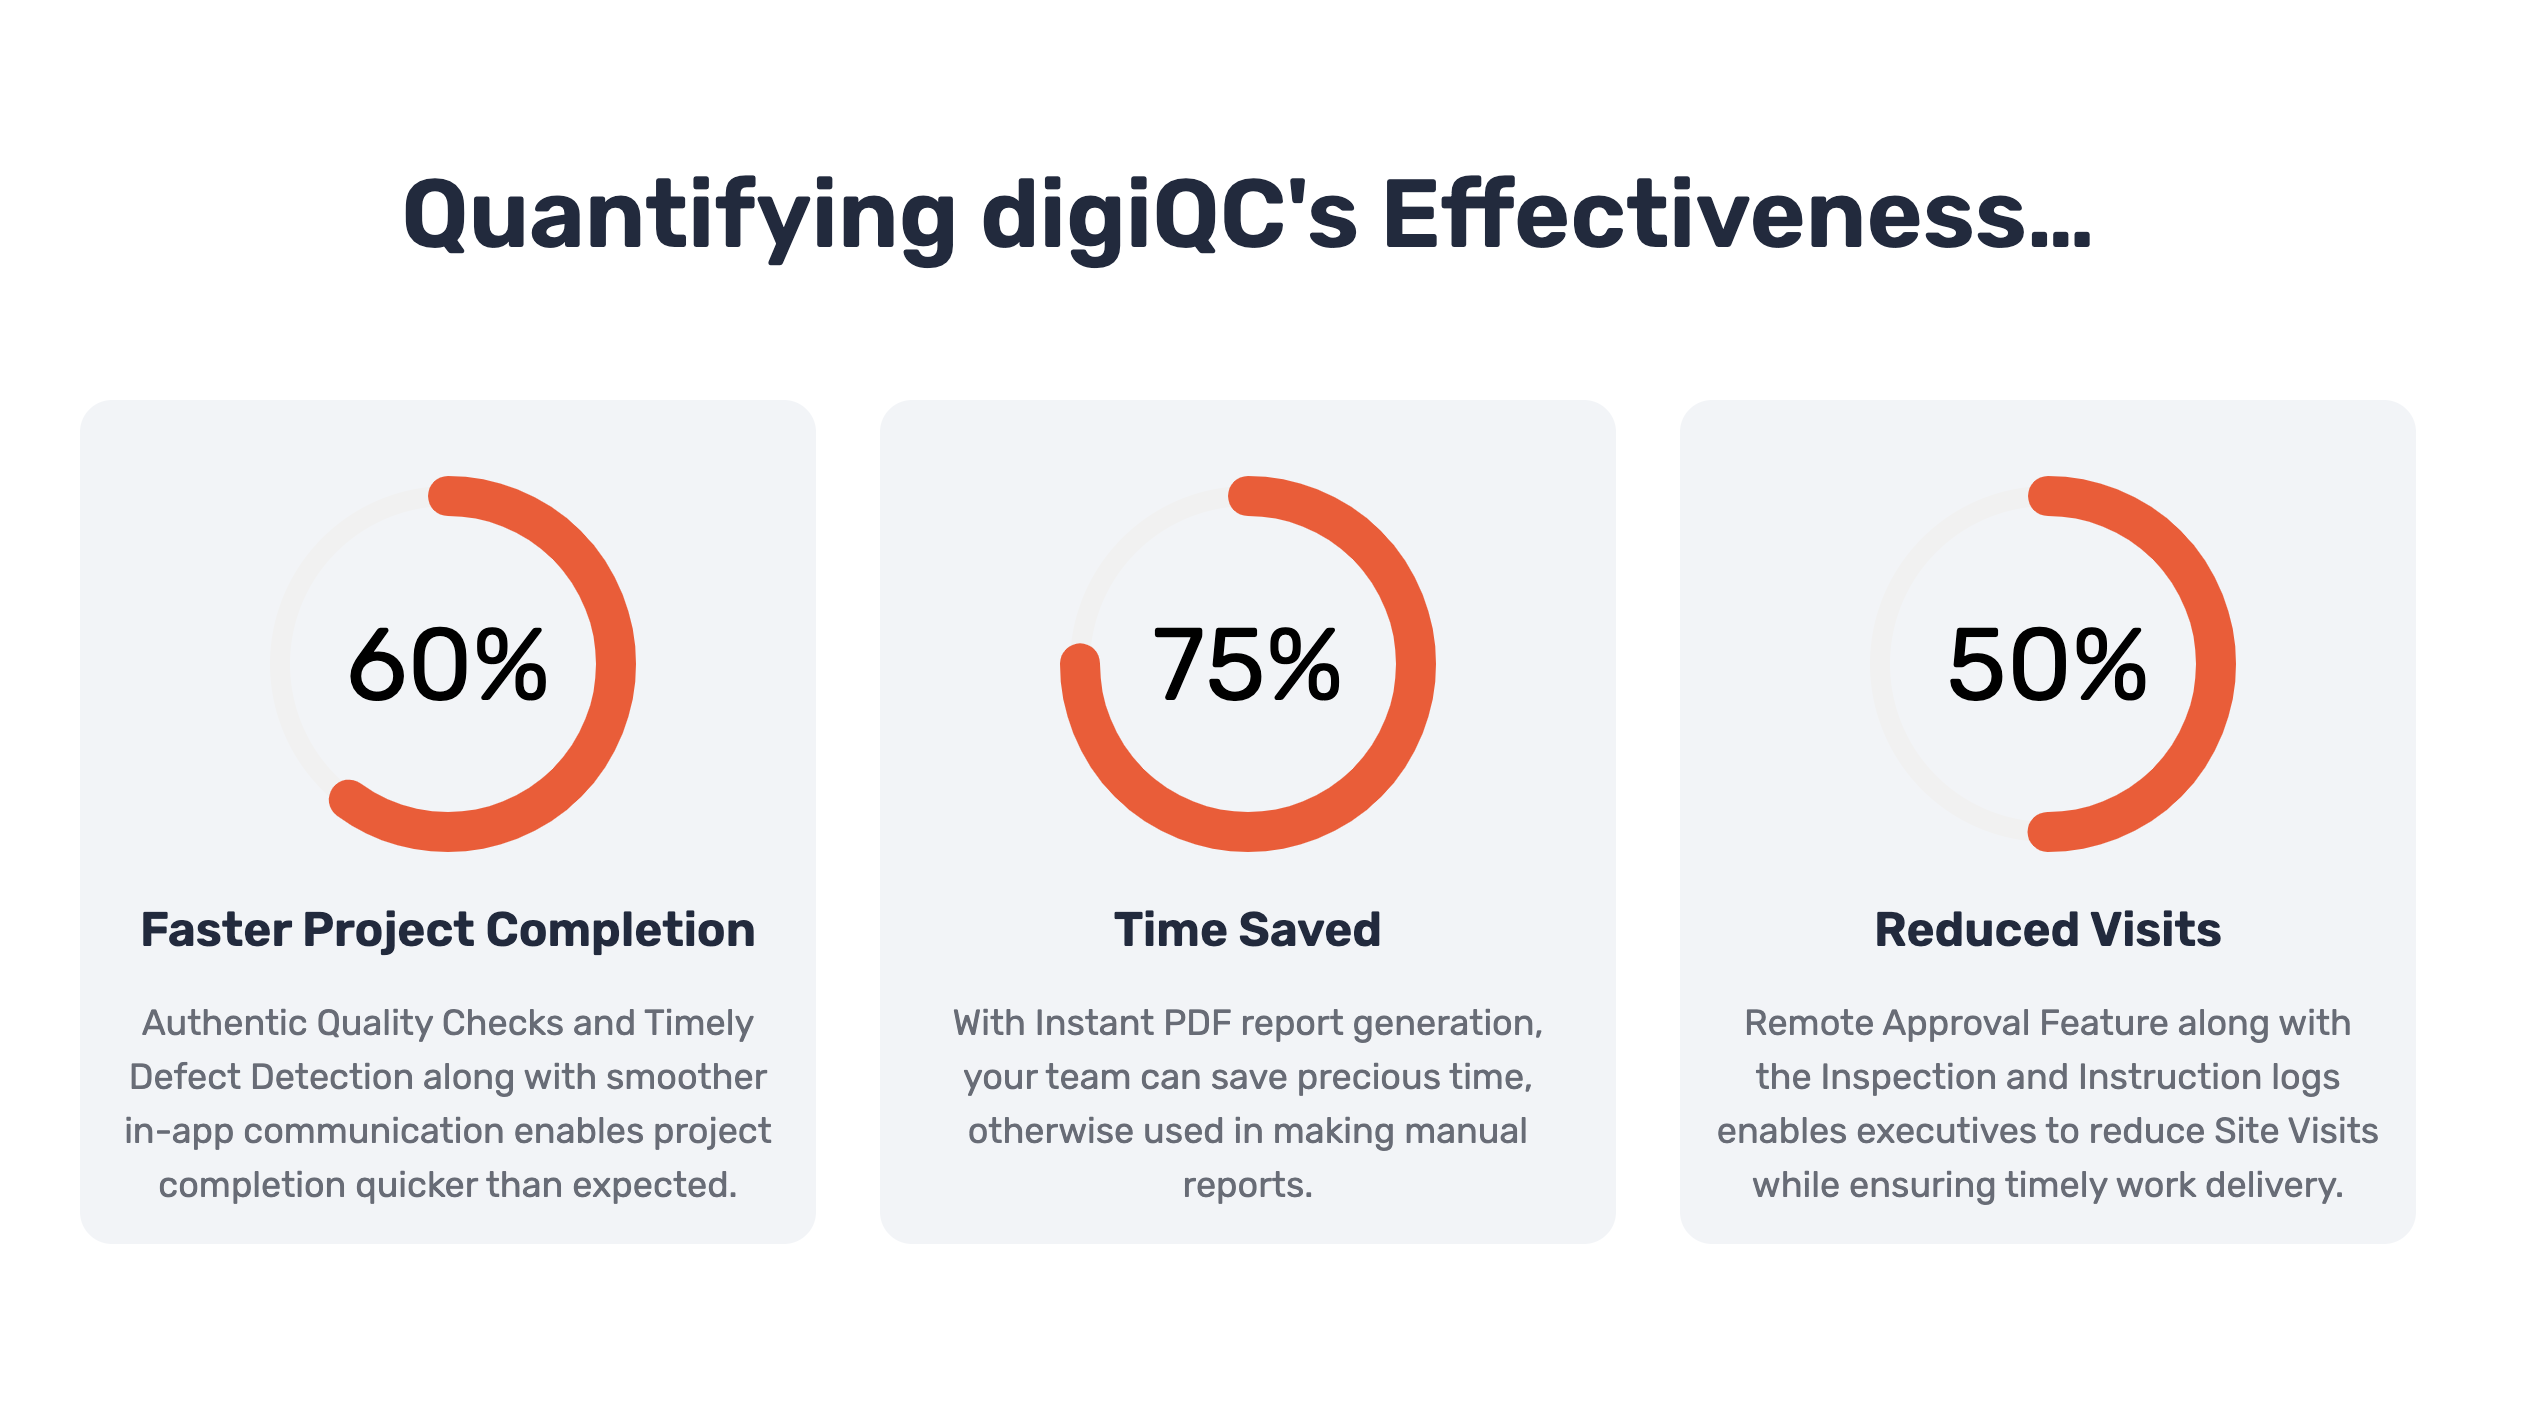 Quantifying digiQC's Effectiveness...
60%
Faster Project Completion
Authentic Quality Checks and Timely
Defect Detection along with smoother
in-app communication enables project
completion quicker than expected.
75%
Time Saved
With Instant PDF report generation,
your team can save precious time,
otherwise used in making manual
reports.
50%
Reduced Visits
Remote Approval Feature along with
the Inspection and Instruction logs
enables executives to reduce Site Visits
while ensuring timely work delivery.